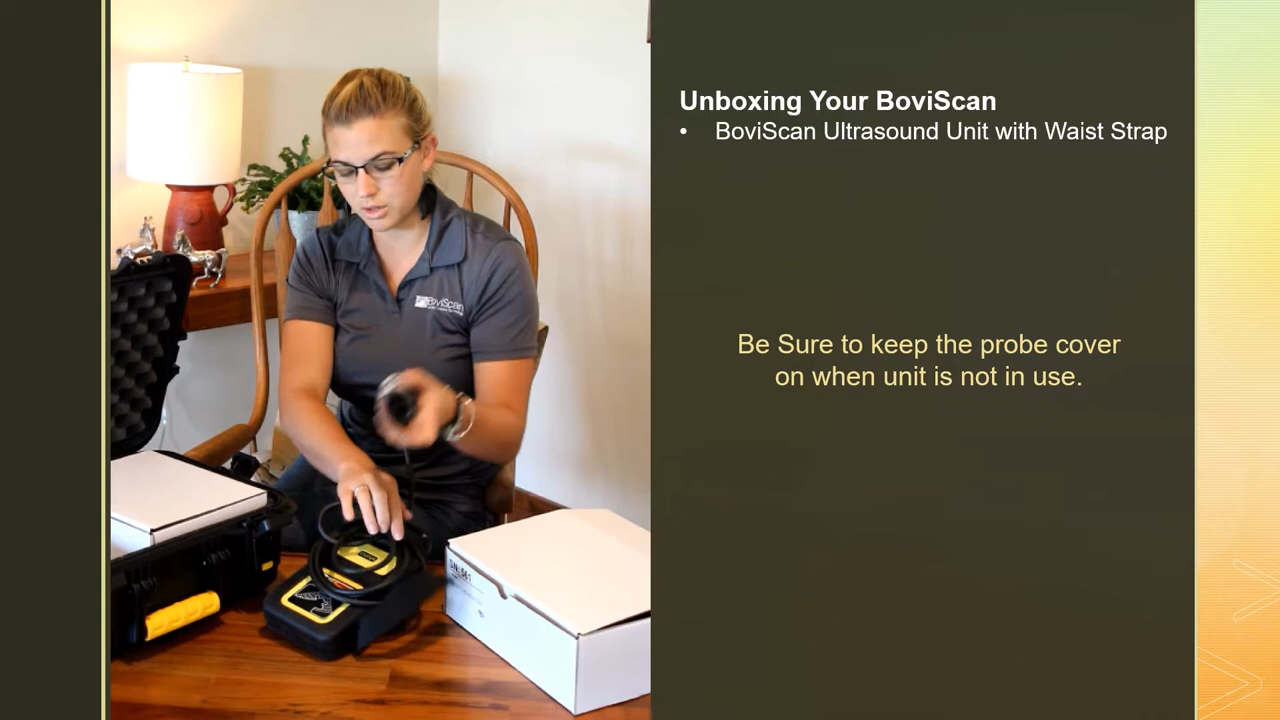 Unboxing Your BoviScan
• BoviScan Ultrasound Unit with Waist Strap
Be Sure to keep the probe cover
on when unit is not in use.
BoviScan